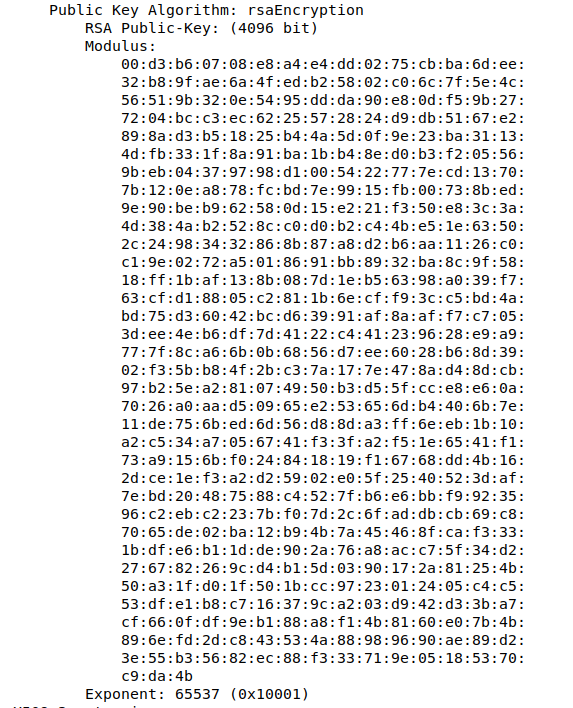 Public Key Algorithm: rsaEncryption
RSA Public-Key: (4096 bit)
Modulus:
00:d3:b6:07:08:e8:a4:e4:dd:02:75:cb:ba:6d:ee:
32:b8:9f:ae:6a:4f:ed:b2:58:02:c0:6c:7f:5e:4c:
56:51:9b:32:0e:54:95:dd:da:90:e8:0d:f5:9b:27:
72:04:bc:c3:ec:62:25:57:28:24:d9:db:51:67:e2:
89:8a:d3:b5:18:25:b4:4a:5d:0f:9e:23:ba:31:13:
4d:fb:33:1f:8a:91:ba:1b:b4:8e:d0:b3:f2:05:56:
9b:eb:04:37:97:98:d1:00:54:22:77:7e:cd:13:70:
7b:12:0e:a8:78:fc:bd:7e:99:15:fb:00:73:8b:ed:
9e:90:be:b9:62:58:0d:15:e2:21:f3:50:e8:3c:3a:
4d:38:4a:b2:52:8c:c0:d0:b2:c4:4b:e5:1e:63:50:
2c:24:98:34:32:86:8b:87:a8:d2:b6:aa:11:26:c0:
c1:9e:02:72:a5:01:86:91:bb:89:32:ba:8c:9f:58:
18:ff:1b:af:13:8b:08:7d:1e:b5:63:98:a0:39:f7:
63:cf:d1:88:05:c2:81:1b:6e:cf:f9:3c:c5:bd:4a:
bd:75:d3:60:42:bc:d6:39:91:af:8a:af:f7:c7:05:
3d:ee:4e:b6:df:7d:41:22:c4:41:23:96:28:e9:a9:
77:7f:8c:a6:6b:0b:68:56:d7:ee:60:28:b6:8d:39:
02:f3:5b:b8:4f:2b:c3:7a:17:7e:47:8a:d4:8d:cb:
97:b2:5e:a2:81:07:49:50:b3:d5:5f:cc:e8:e6:0a:
70:26:a0:aa:d5:09:65:e2:53:65:6d:b4:40:6b:7e:
11:de:75:6b:ed:6d:56:d8:8d:a3:ff:6e:eb:1b:10:
a2:c5:34:a7:05:67:41:f3:3f:a2:f5:1e:65:41:f1:
73:a9:15:6b:f0:24:84:18:19:f1:67:68:dd:4b:16:
2d:ce:1e:f3:a2:d2:59:02:e0:5f:25:40:52:3d:af:
7e:bd:20:48:75:88:c4:52:7f:b6:e6:bb:f9:92:35:
96:c2:eb:c2:23:7b:f0:7d:2c:6f:ad:db:cb:69:c8:
70:65:de:02:ba:12:b9:4b:7a:45:46:8f:ca:f3:33:
1b:df:e6:b1:1d:de:90:2a:76:a8:ac:c7:5f:34:d2:
27:67:82:26:9c:d4:b1:5d:03:90:17:2a:81:25:4b:
50:a3:1f:d0:1f:50:1b:cc:97:23:01:24:05:c4:c5:
53:df:e1:b8:c7:16:37:9c:a2:03:d9:42:d3:3b:a7:
cf:66:0f:df:9e:b1:88:a8:f1:4b:81:60:e0:7b:4b:
89:6e:fd:2d:c8:43:53:4a:88:98:96:90:ae:89:d2:
3e:55:b3:56:82:ec:88:f3:33:71:9e:05:18:53:70:
c9:da:4b
Exponent: 65537 (0x10001)